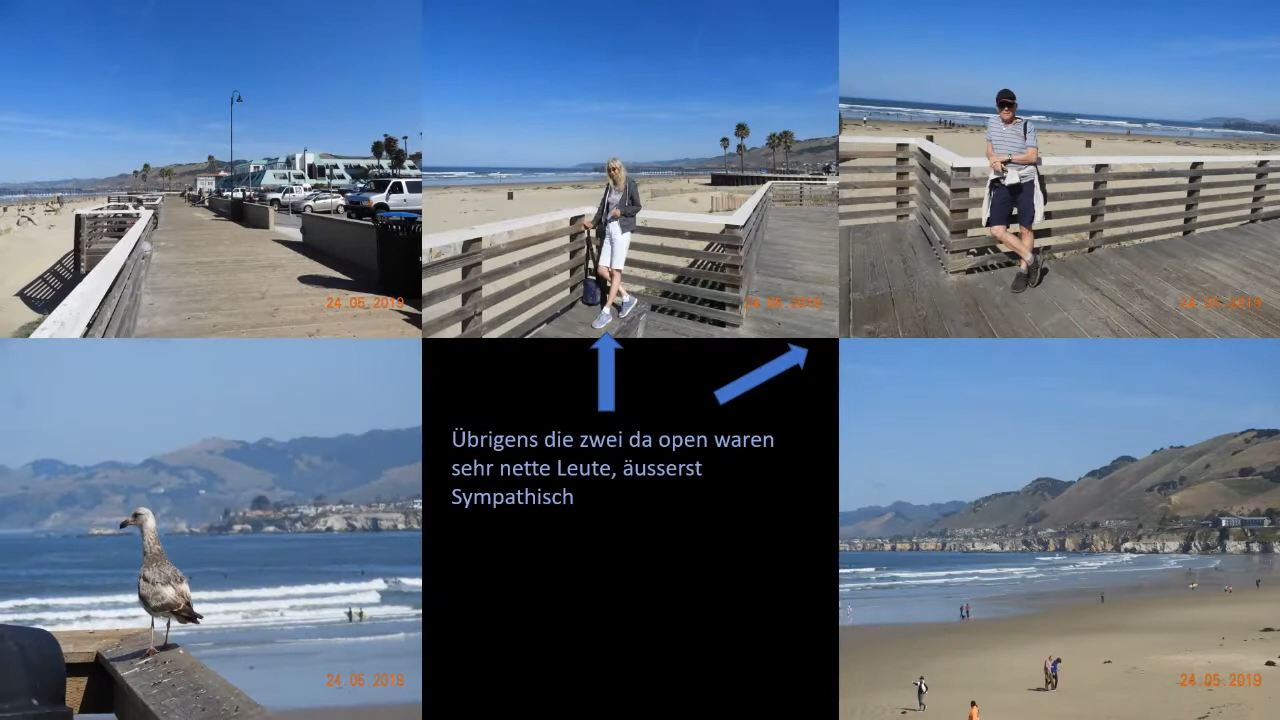 24.05.2019
24.05.2019
24.05.2019
Übrigens die zwei da open waren
sehr nette Leute, äusserst
Sympathisch
24.05.2019
24.05.2019